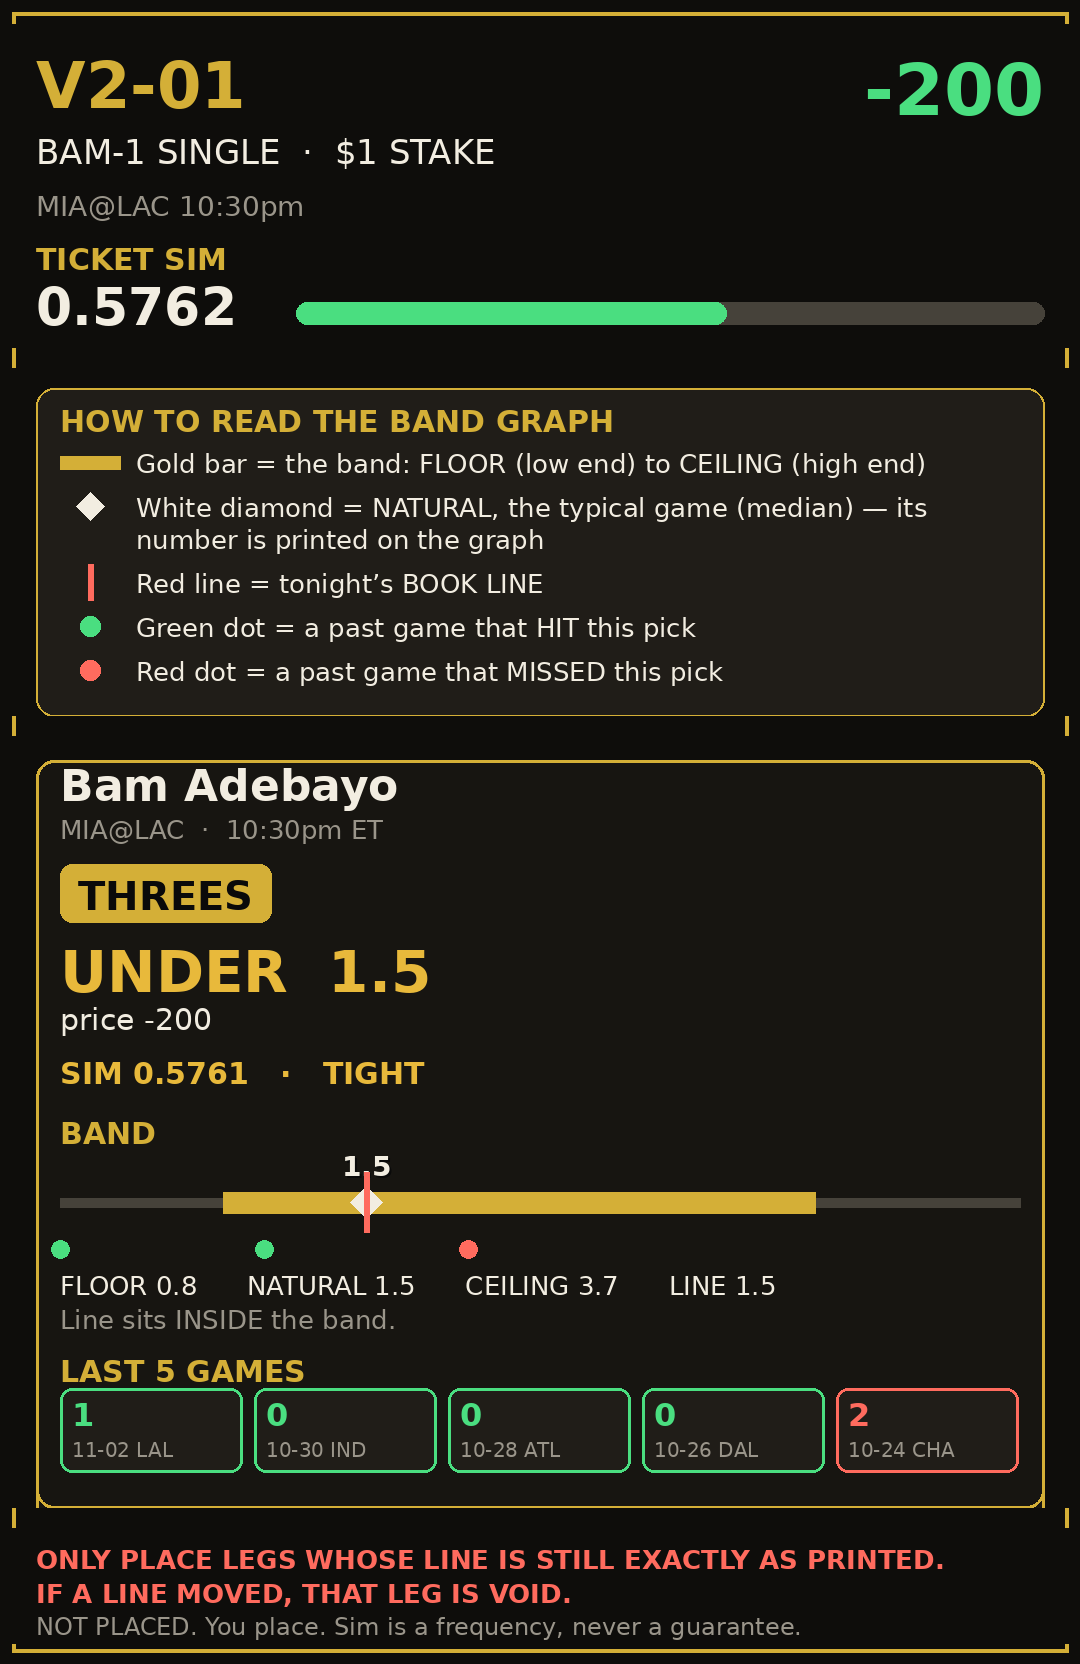 V2-01
-200
BAM-1 SINGLE · $1 STAKE
MIA@LAC 10:30pm
TICKET SIM
0.5762
HOW TO READ THE BAND GRAPH
Gold bar = the band: FLOOR (low end) to CEILING (high end)
White diamond = NATURAL, the typical game (median) — its
number is printed on the graph
Red line = tonight’s BOOK LINE
Green dot = a past game that HIT this pick
Red dot = a past game that MISSED this pick
Bam Adebayo
MIA@LAC · 10:30pm ET
THREES
UNDER 1.5
price -200
SIM 0.5761 · TIGHT
BAND
1.5
FLOOR 0.8 NATURAL 1.5 CEILING 3.7 LINE 1.5
Line sits INSIDE the band.
LAST 5 GAMES
1 0 0 0 2
11-02 LAL 10-30 IND 10-28 ATL 10-26 DAL 10-24 CHA
ONLY PLACE LEGS WHOSE LINE IS STILL EXACTLY AS PRINTED.
IF A LINE MOVED, THAT LEG IS VOID.
NOT PLACED. You place. Sim is a frequency, never a guarantee.